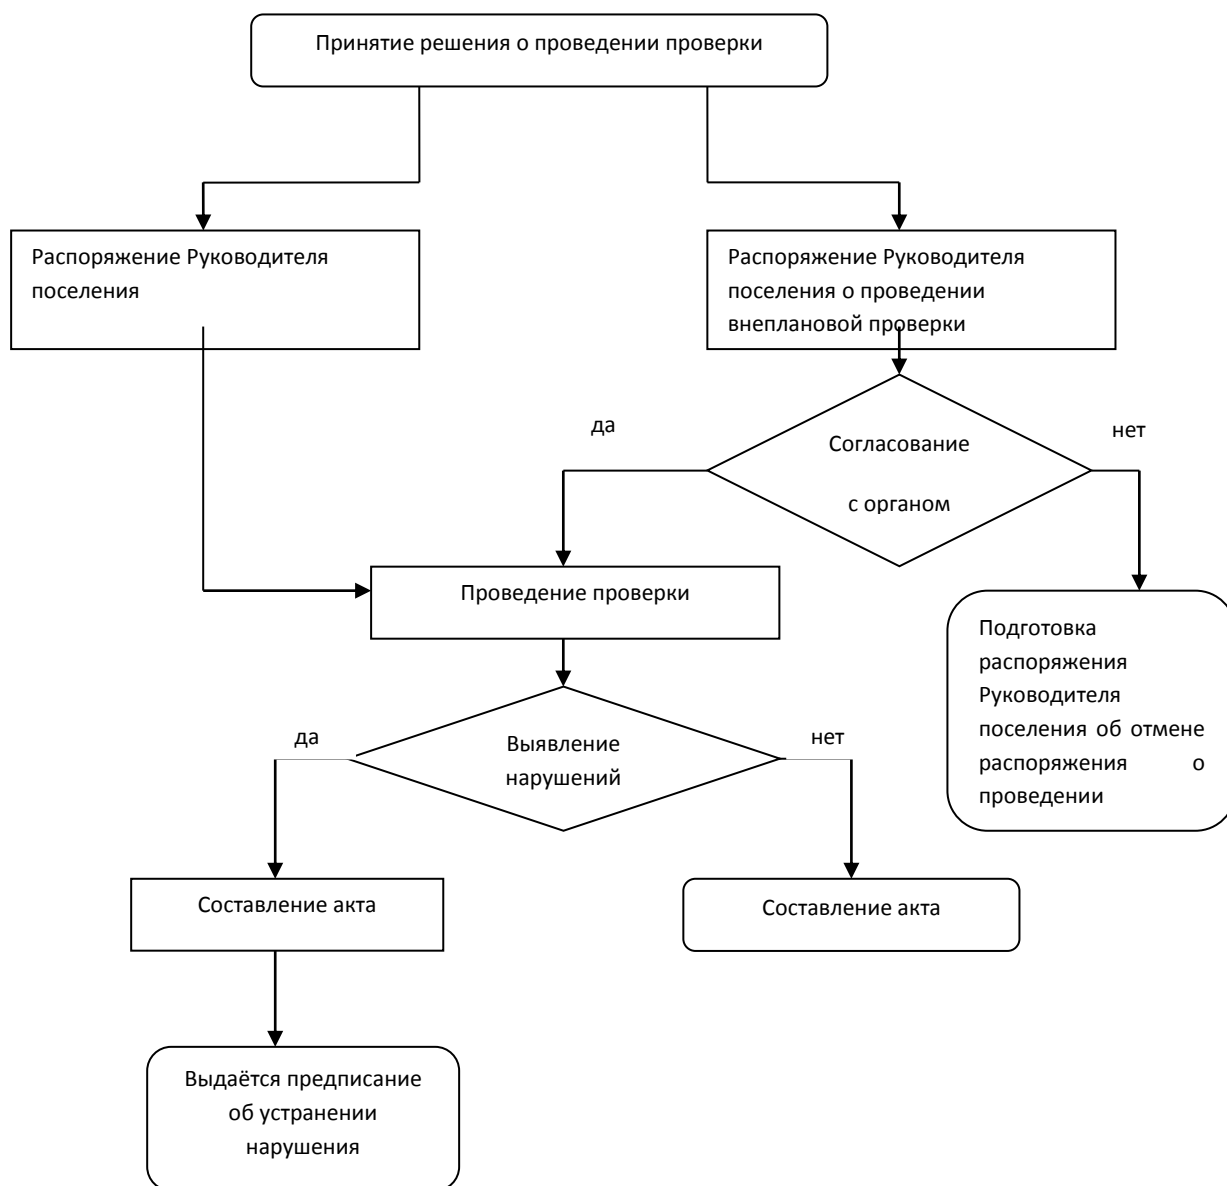 Принятие решения о проведении проверки
Распоряжение Руководителя
поселения
Распоряжение Руководителя
поселения о проведении
внеплановой проверки
да
нет
Согласование
с органом
Проведение проверки
Подготовка
распоряжения
Руководителя
поселения об отмене
распоряжения о
проведении
да
нет
Выявление
нарушений
Составление акта
Составление акта
Выдаётся предписание
об устранении
нарушения